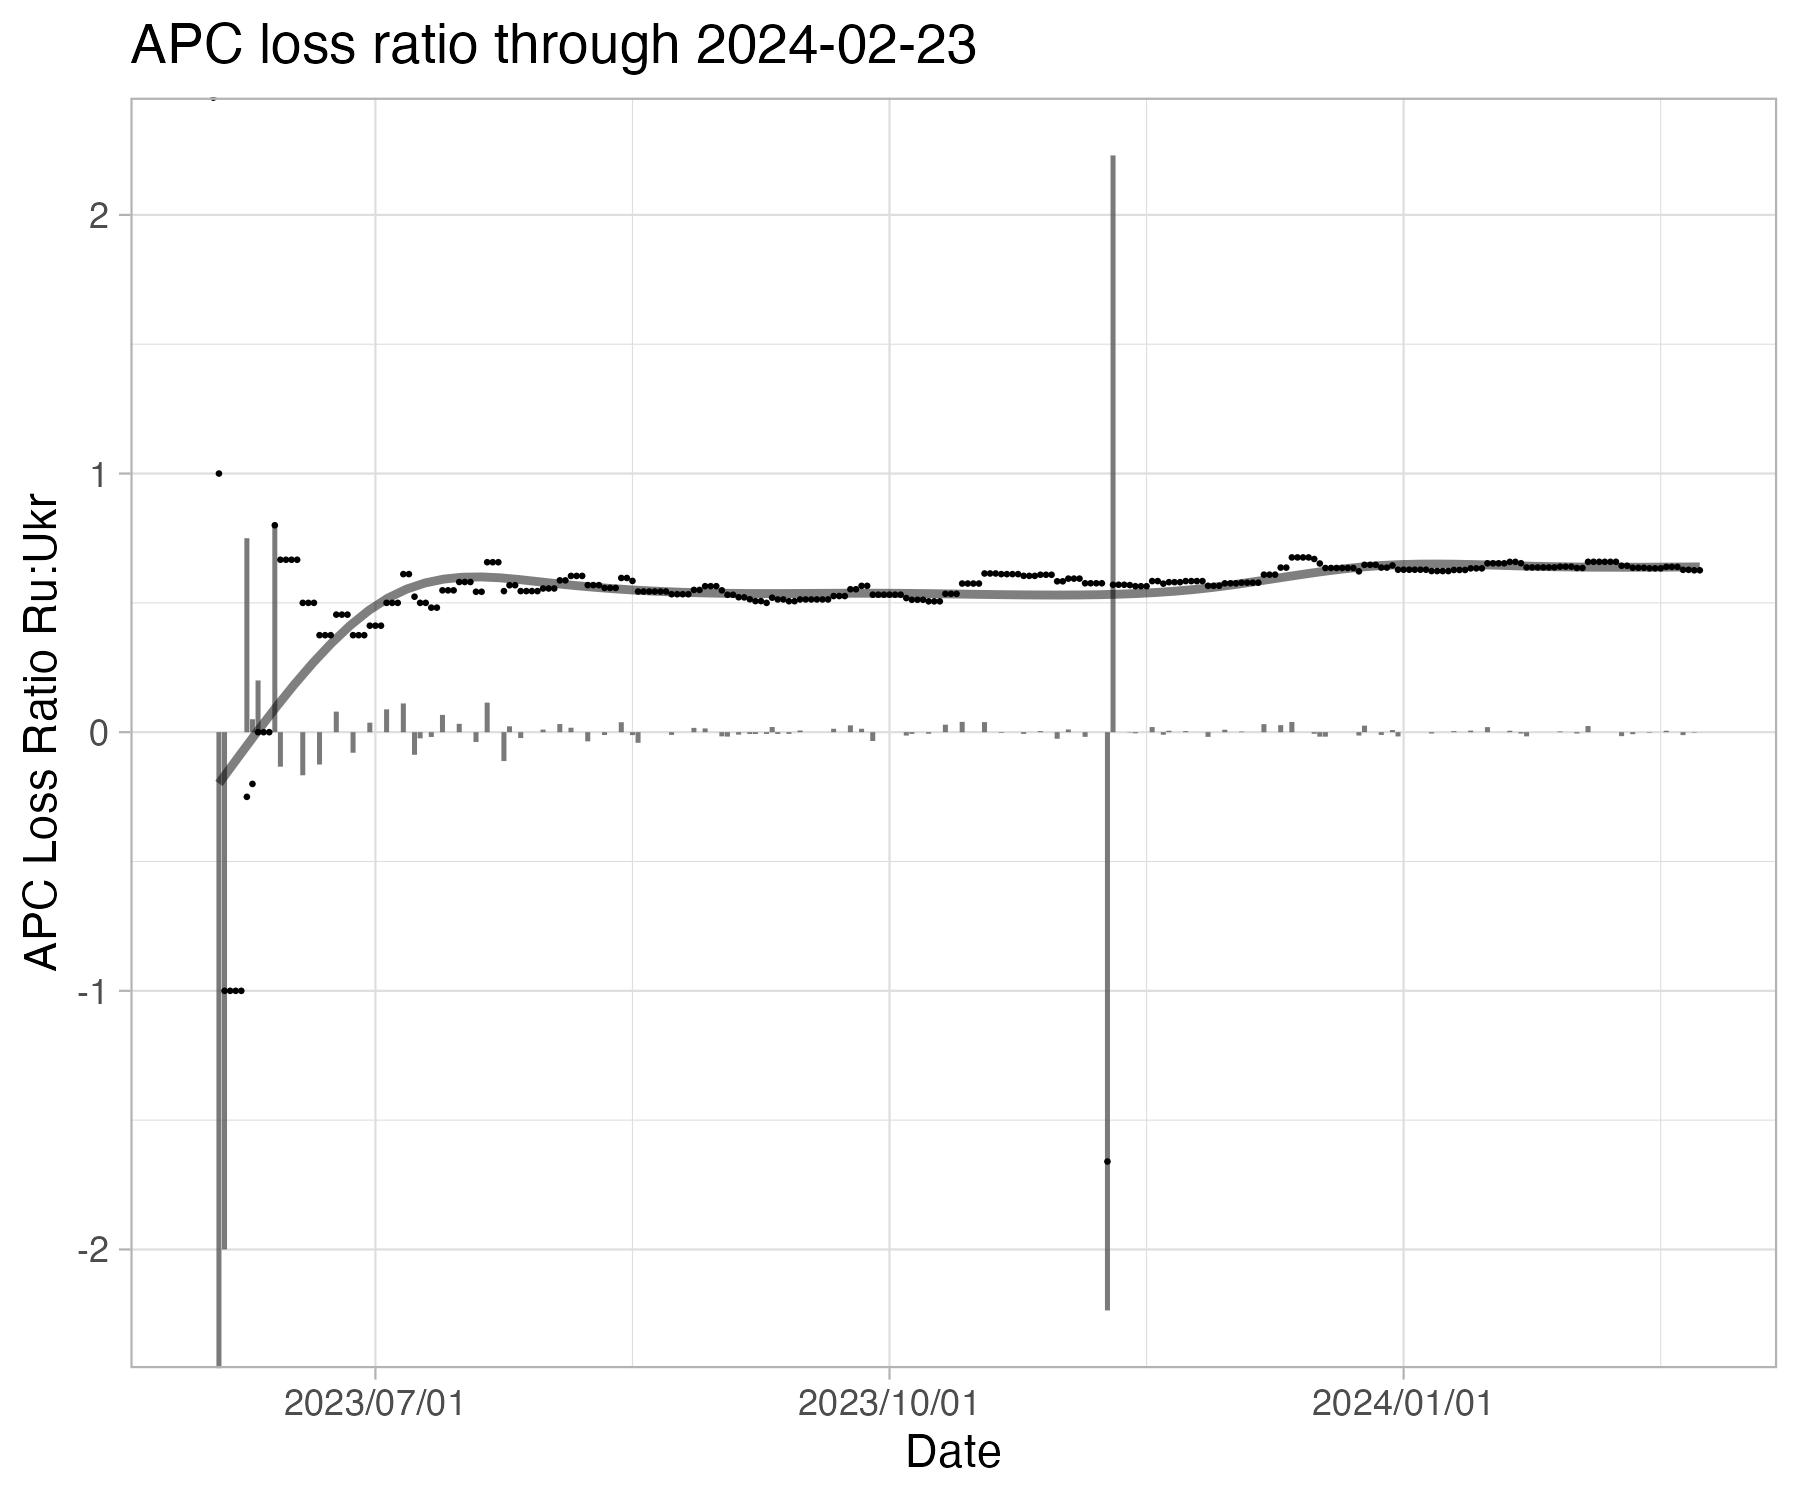 APC loss ratio through 2024-02-23
APC Loss Ratio Ru:Ukr
2
1
0
-1
-2
2023/07/01
2023/10/01
2024/01/01
Date